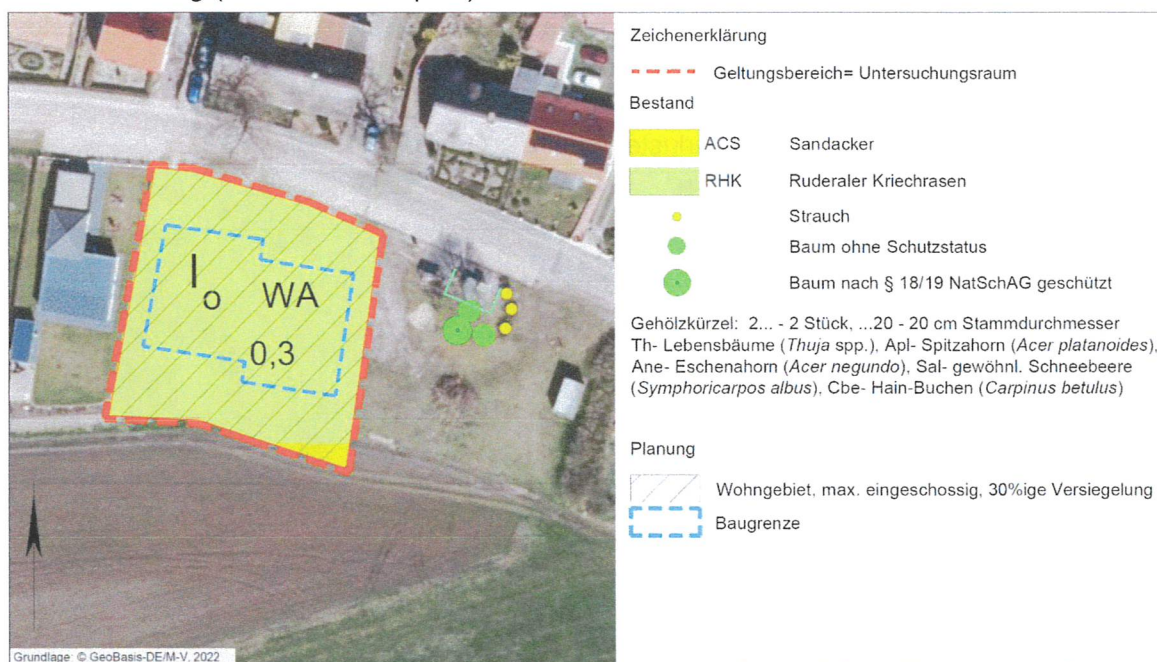 Zeichenerklärung
Geltungsbereich= Untersuchungsraum
Bestand
ACS Sandacker
RHK Ruderaler Kriechrasen
Strauch
Baum ohne Schutzstatus
Baum nach § 18/19 NatSchAG geschützt
Gehölzkürzel: 2... - 2 Stück, ...20 - 20 cm Stammdurchmesser
Th- Lebensbäume (Thuja spp.), Apl- Spitzahorn (Acer platanoides),
Ane- Eschenahorn (Acer negundo), Sal- gewöhnl. Schneebeere
(Symphoricarpos albus), Cbe- Hain-Buchen (Carpinus betulus)
Planung
Wohngebiet, max. eingeschossig, 30%ige Versiegelung
Baugrenze
I
o
WA
0,3
Grundlage: © GeoBasis-DE/M-V, 2022